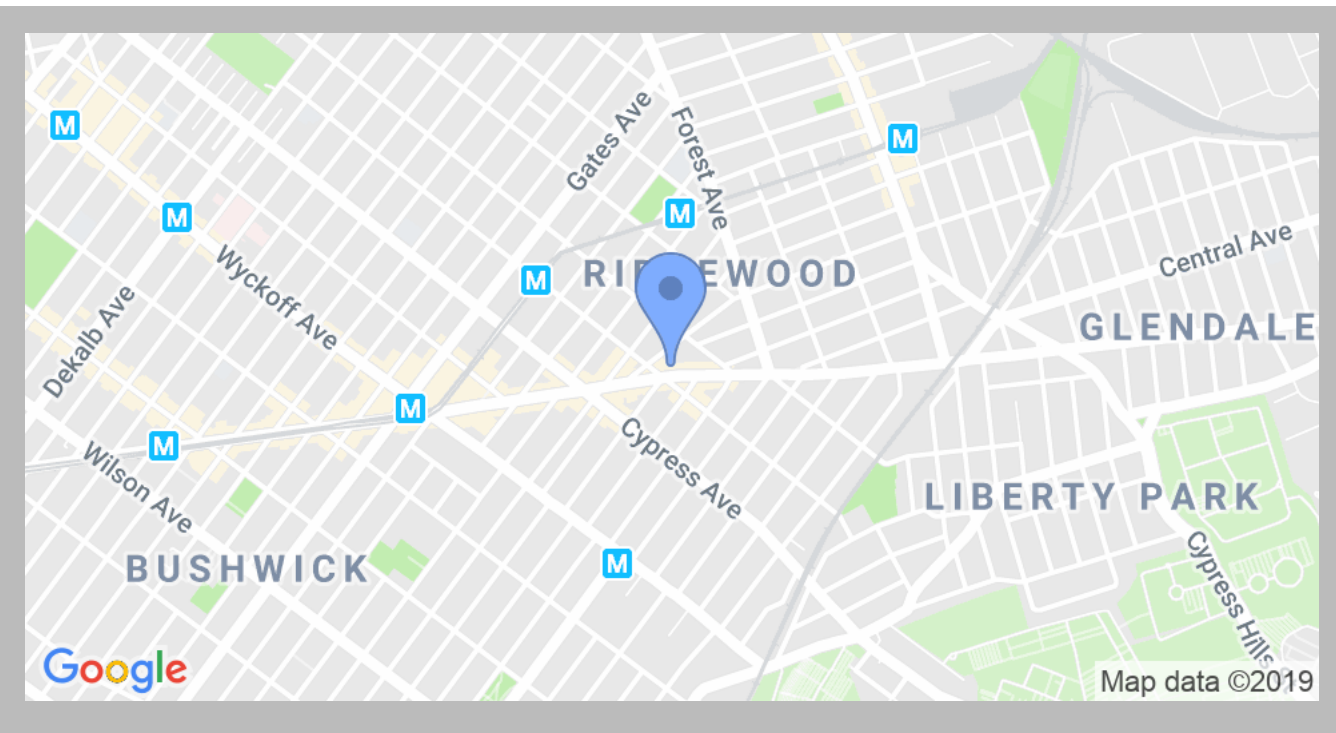 M
Gates Ave
Forest Ave
M
M
M
Wyckoff Ave
M
RIDGEWOOD
Central Ave
GLENDALE
Dekalb Ave
M
M
Wilson Ave
Cypress Ave
LIBERTY PARK
BUSHWICK
M
Cypress Hills
Google
Map data ©2019